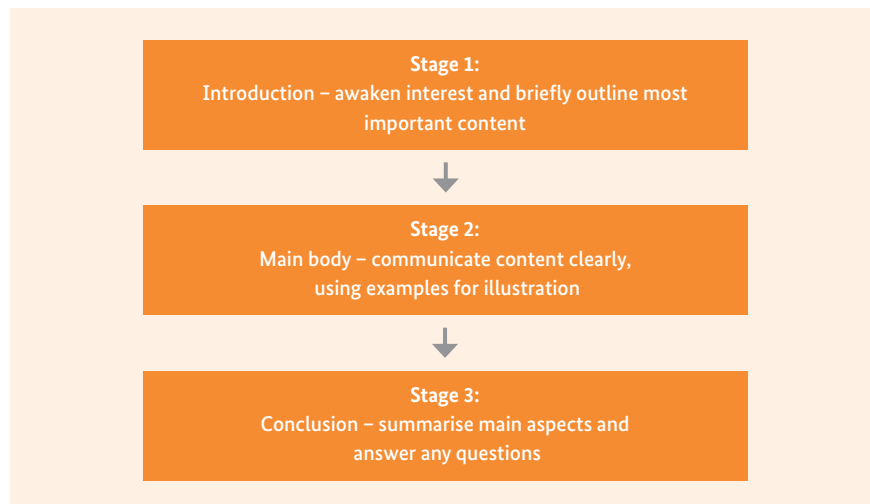 Stage 1:
Introduction – awaken interest and briefly outline most
important content
Stage 2:
Main body – communicate content clearly,
using examples for illustration
Stage 3:
Conclusion – summarise main aspects and
answer any questions